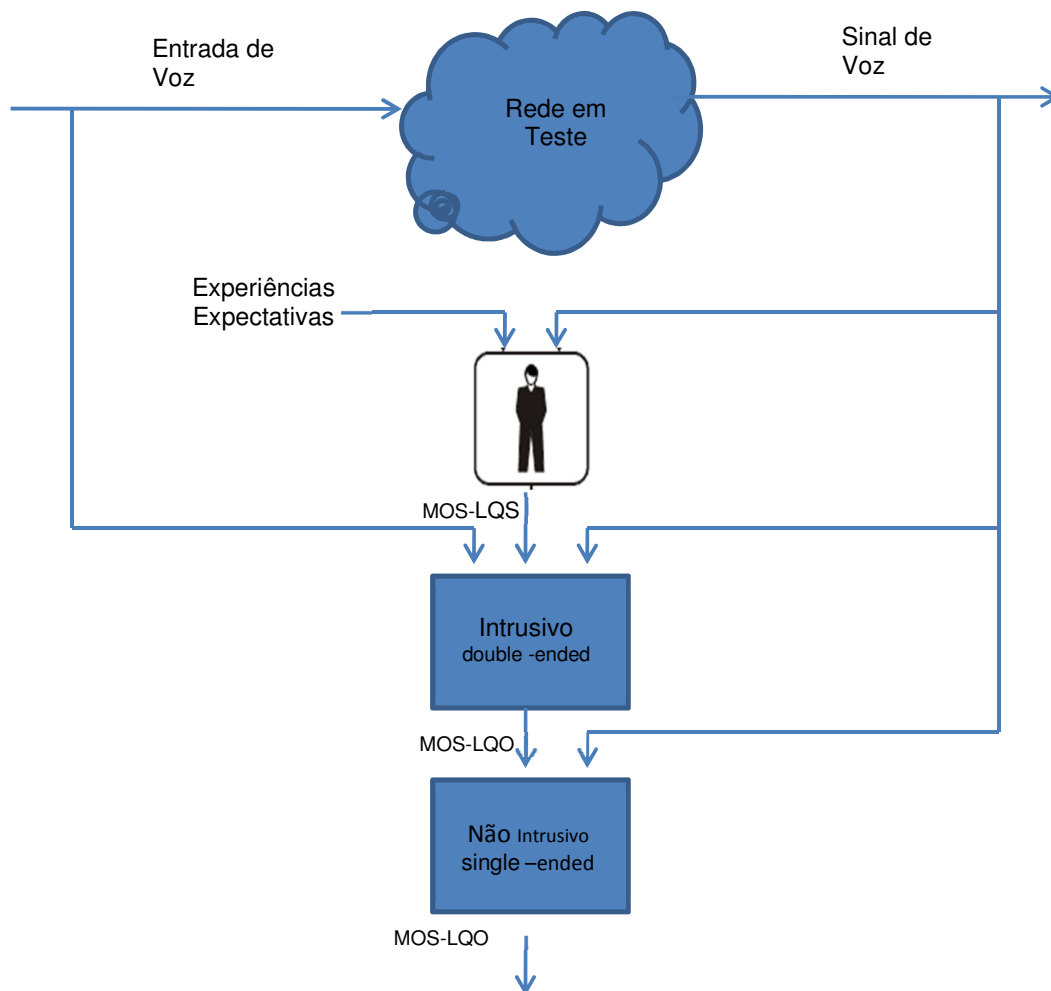 Entrada de
Voz
Sinal de
Voz
Rede em
Teste
Experiências
Expectativas
MOS-LQS
Intrusivo
double -ended
MOS-LQO
Não Intrusivo
single –ended
MOS-LQO